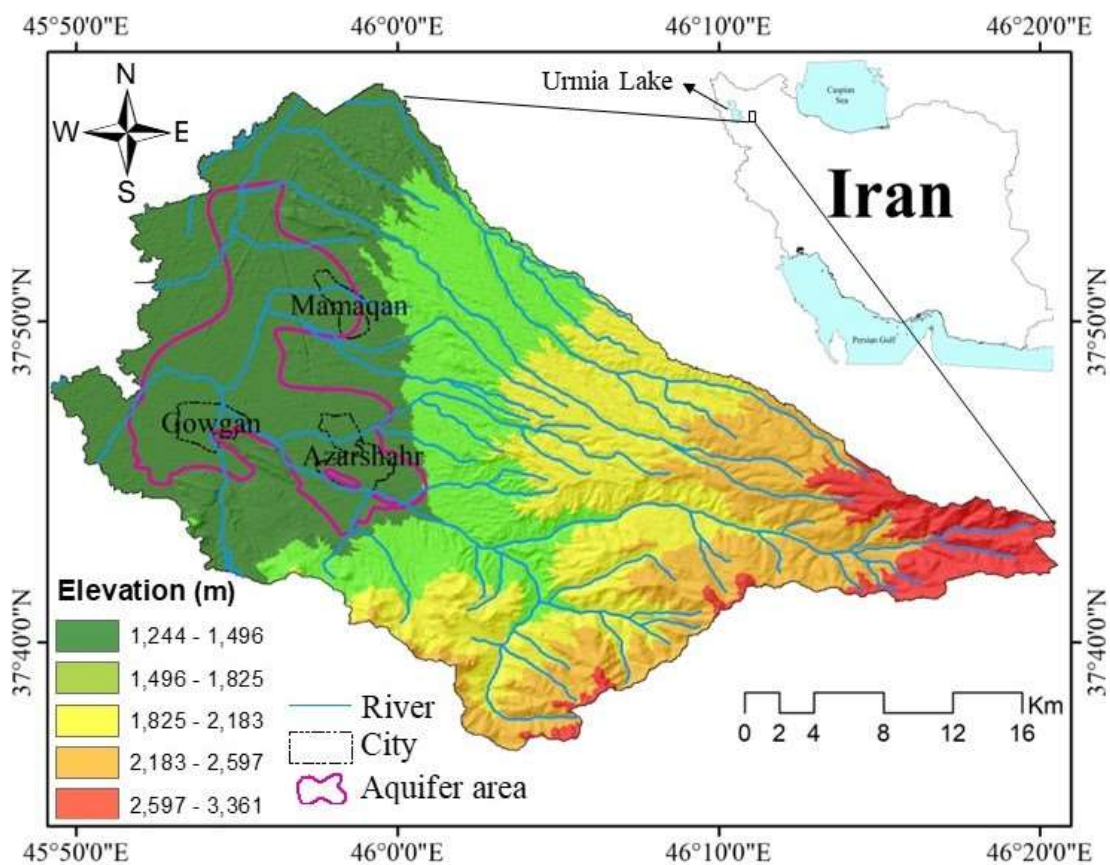 45°50'0"E 46°0'0"E 46°10'0"E 46°20'0"E
N
W E
S
Urmia Lake
Caspian
Sea
Iran
Persian Gulf
37°50'0"N
37°50'0"N
Mamaqan
Gowgan
Azarshahr
37°40'0"N
37°40'0"N
Elevation (m)
1,244 - 1,496
1,496 - 1,825
1,825 - 2,183
2,183 - 2,597
2,597 - 3,361
River
City
Aquifer area
Km
0 2 4 8 12 16
45°50'0"E 46°0'0"E 46°10'0"E 46°20'0"E